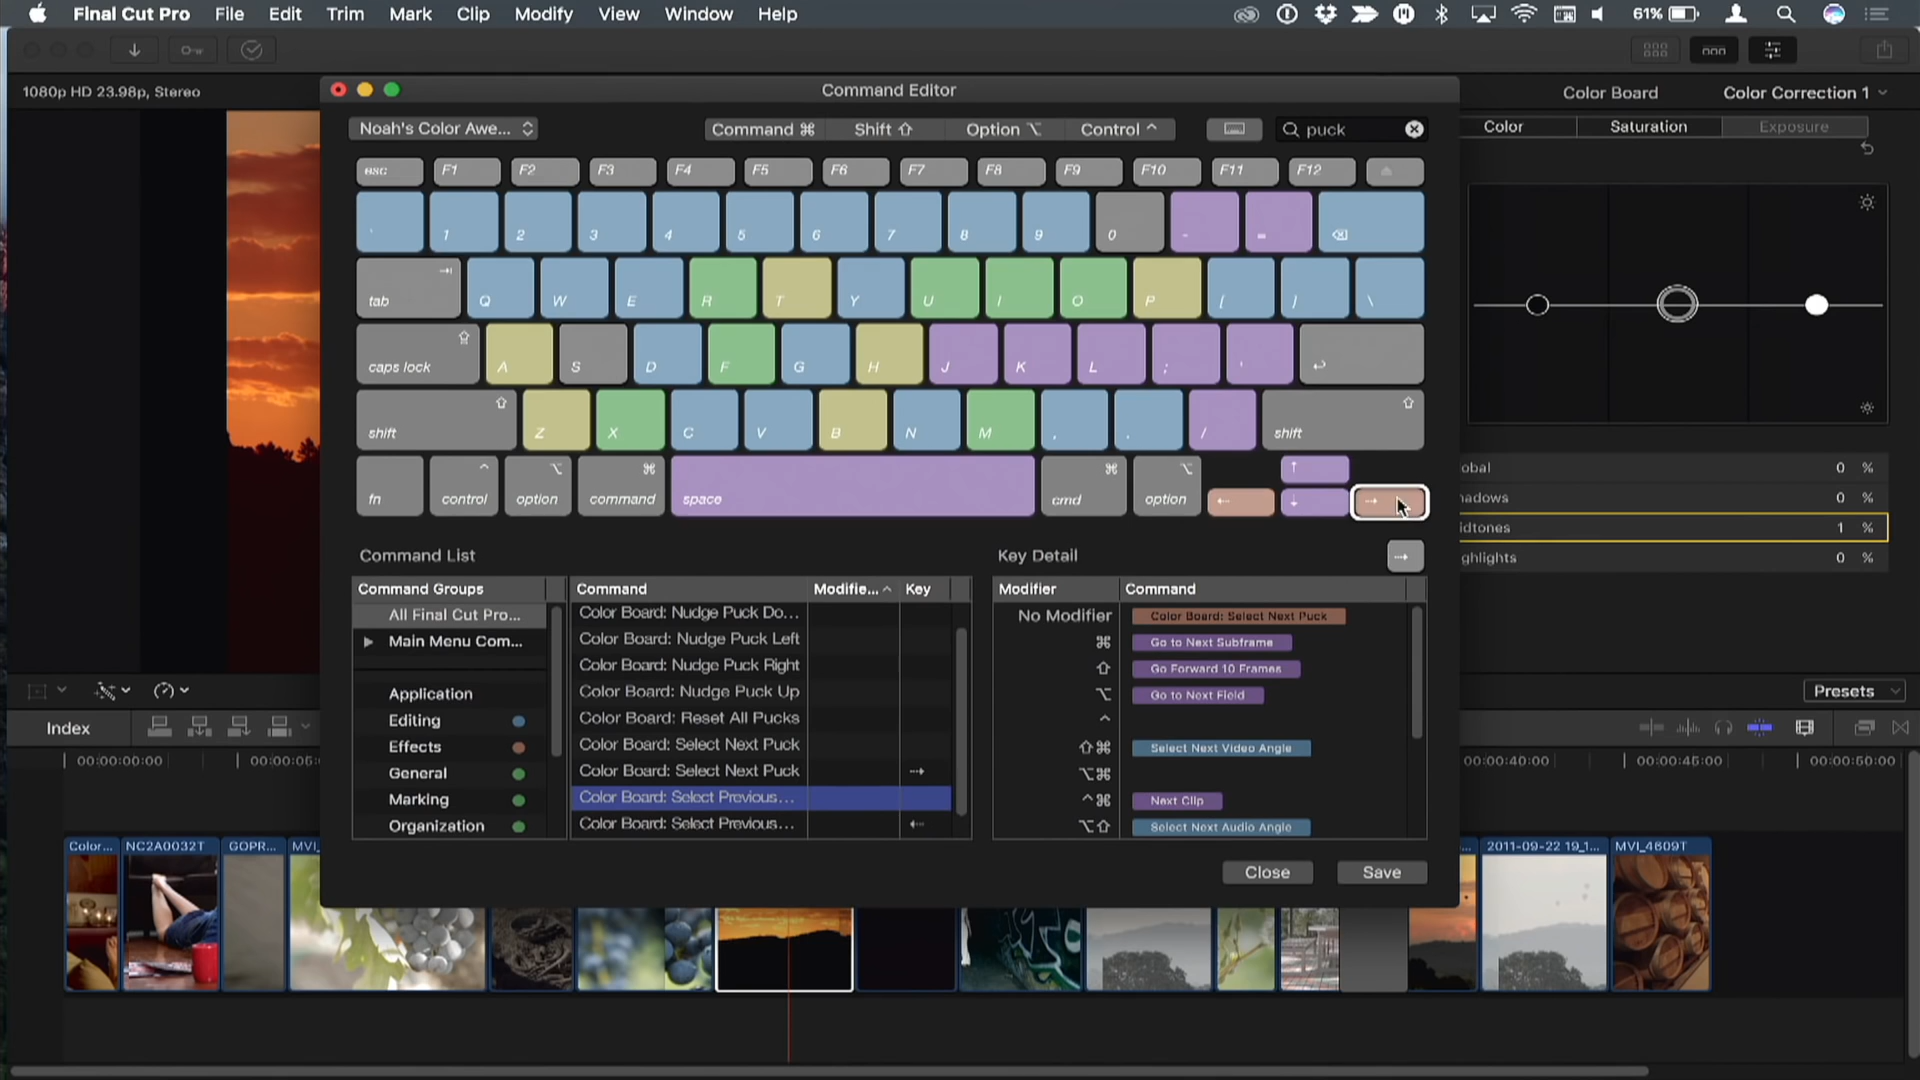 Final Cut Pro File Edit Trim Mark Clip Modify View Window Help 61%
1080p HD 23.98p, Stereo
Command Editor
Color Board Color Correction 1
Noah's Color Awe... Command ⌘ Shift ⇧ Option ⌥ Control ^ puck
Color Saturation Exposure
esc F1 F2 F3 F4 F5 F6 F7 F8 F9 F10 F11 F12
` 1 2 3 4 5 6 7 8 9 0 - =
tab Q W E R T Y U I O P [ ] \
caps lock A S D F G H J K L ; '
shift Z X C V B N M , . / shift
fn control option command space cmd option
obal 0 %
hadows 0 %
idtones 1 %
ghlights 0 %
Command List
Key Detail
Command Groups
All Final Cut Pro...
Main Menu Com...
Application
Editing
Effects
General
Marking
Organization
Command Modifie... Key
Color Board: Nudge Puck Do...
Color Board: Nudge Puck Left
Color Board: Nudge Puck Right
Color Board: Nudge Puck Up
Color Board: Reset All Pucks
Color Board: Select Next Puck
Color Board: Select Next Puck →
Color Board: Select Previous...
Color Board: Select Previous... ←
Modifier Command
No Modifier Color Board: Select Next Puck
⌘ Go to Next Subframe
⇧ Go Forward 10 Frames
⌥ Go to Next Field
^
⇧⌘ Select Next Video Angle
⌥⌘
^⌘ Next Clip
⌥⇧ Select Next Audio Angle
Close Save
Presets
Index
00:00:00:00 00:00:05:0 00:00:40:00 00:00:45:00 00:00:50:00
Color... NC2A0032T GOPR... MVI_ 2011-09-22 19_1... MVI_4609T